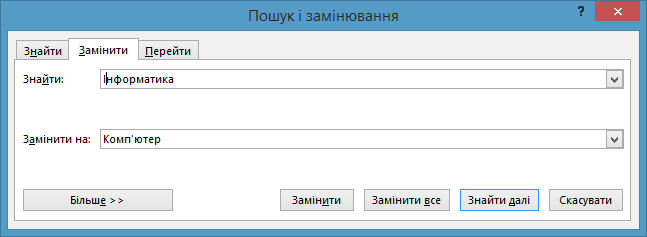 Пошук і замінювання
? ×
Знайти Замінити Перейти
Знайти: Інформатика
Замінити на: Комп'ютер
Більше >> Замінити Замінити все Знайти далі Скасувати